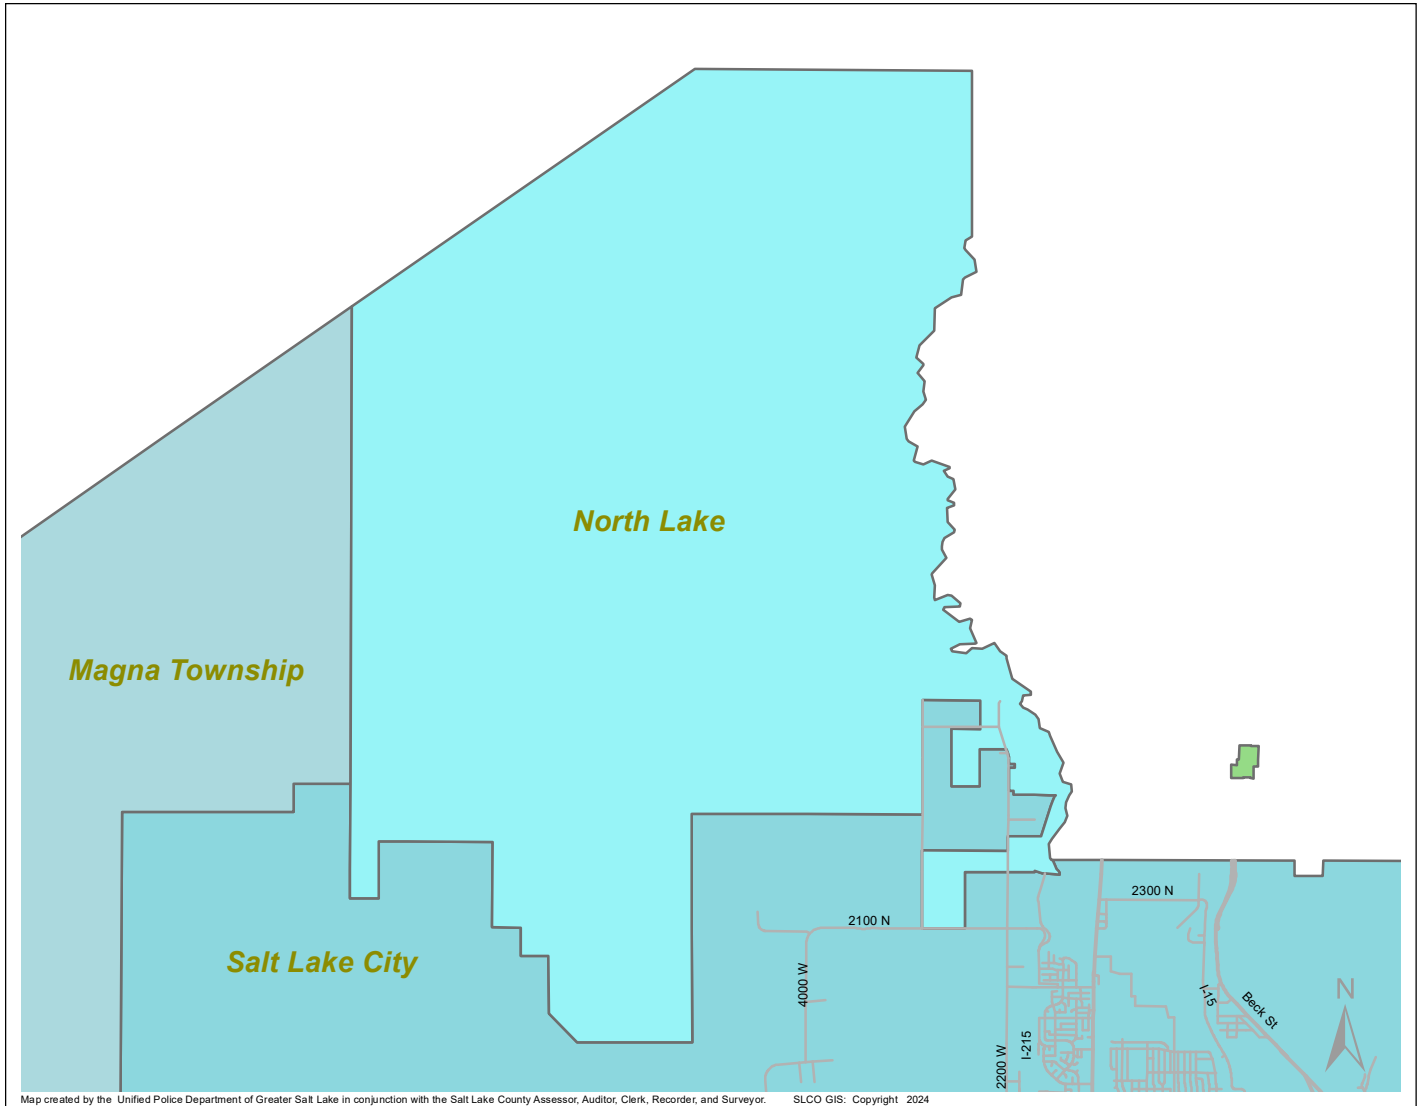 North Lake
Magna Township
Salt Lake City
2300 N
2100 N
4000 W
I-15
Beck St
N
I-215
2200 W
Map created by the Unified Police Department of Greater Salt Lake in conjunction with the Salt Lake County Assessor, Auditor, Clerk, Recorder, and Surveyor. SLCO GIS: Copyright 2024